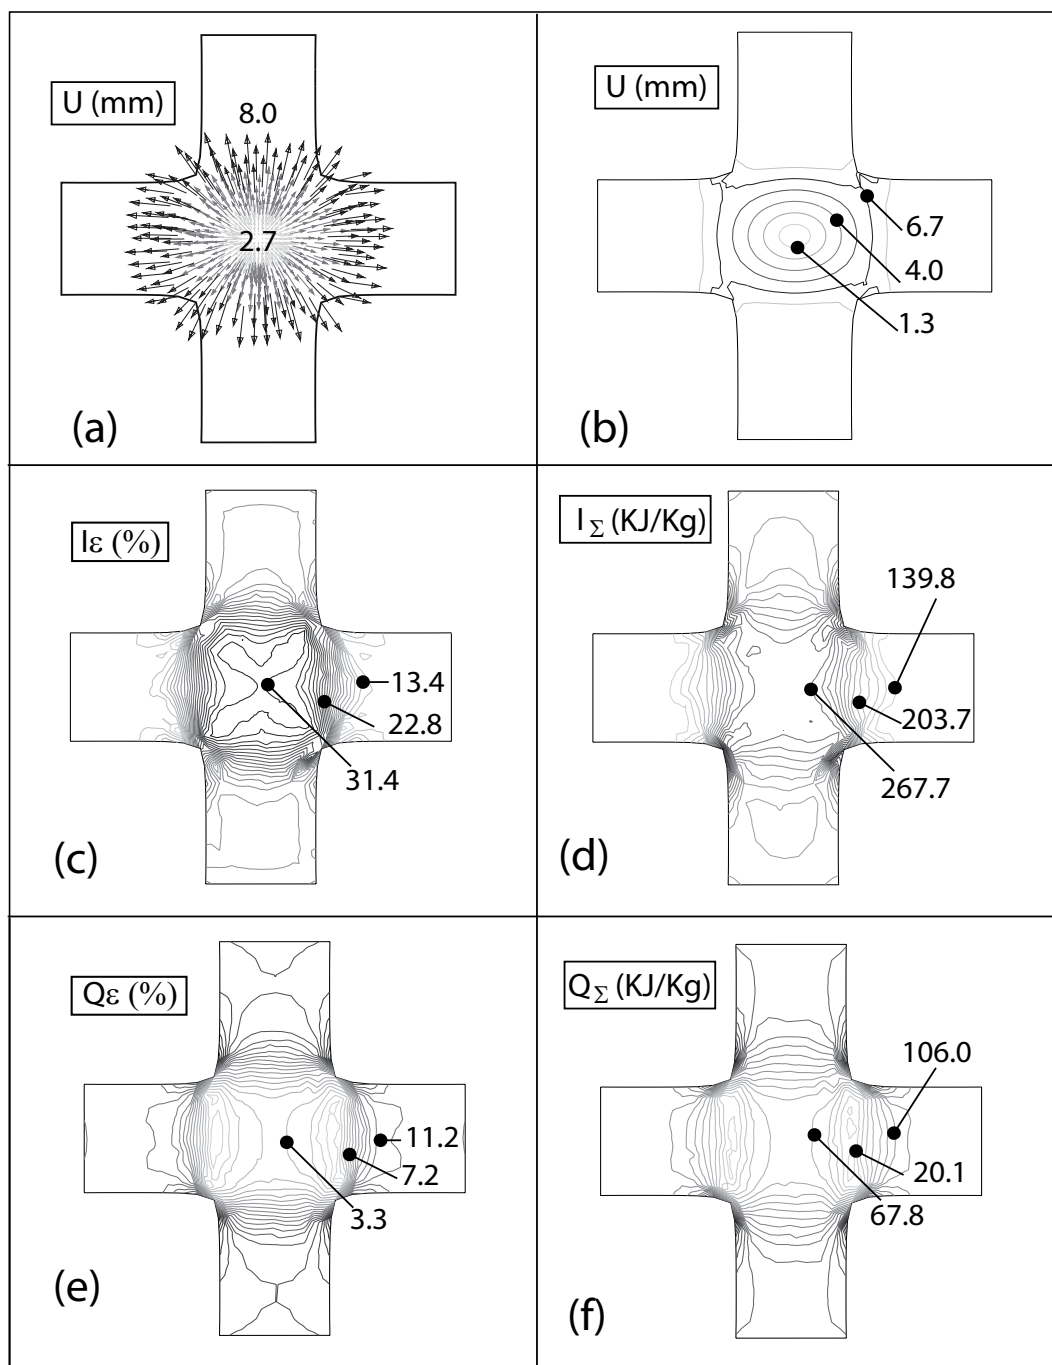 U (mm)
8.0
2.7
(a)
U (mm)
6.7
4.0
1.3
(b)
Iε (%)
13.4
22.8
31.4
(c)
I Σ (KJ/Kg)
139.8
203.7
267.7
(d)
Qε (%)
11.2
7.2
3.3
(e)
Q Σ (KJ/Kg)
106.0
20.1
67.8
(f)